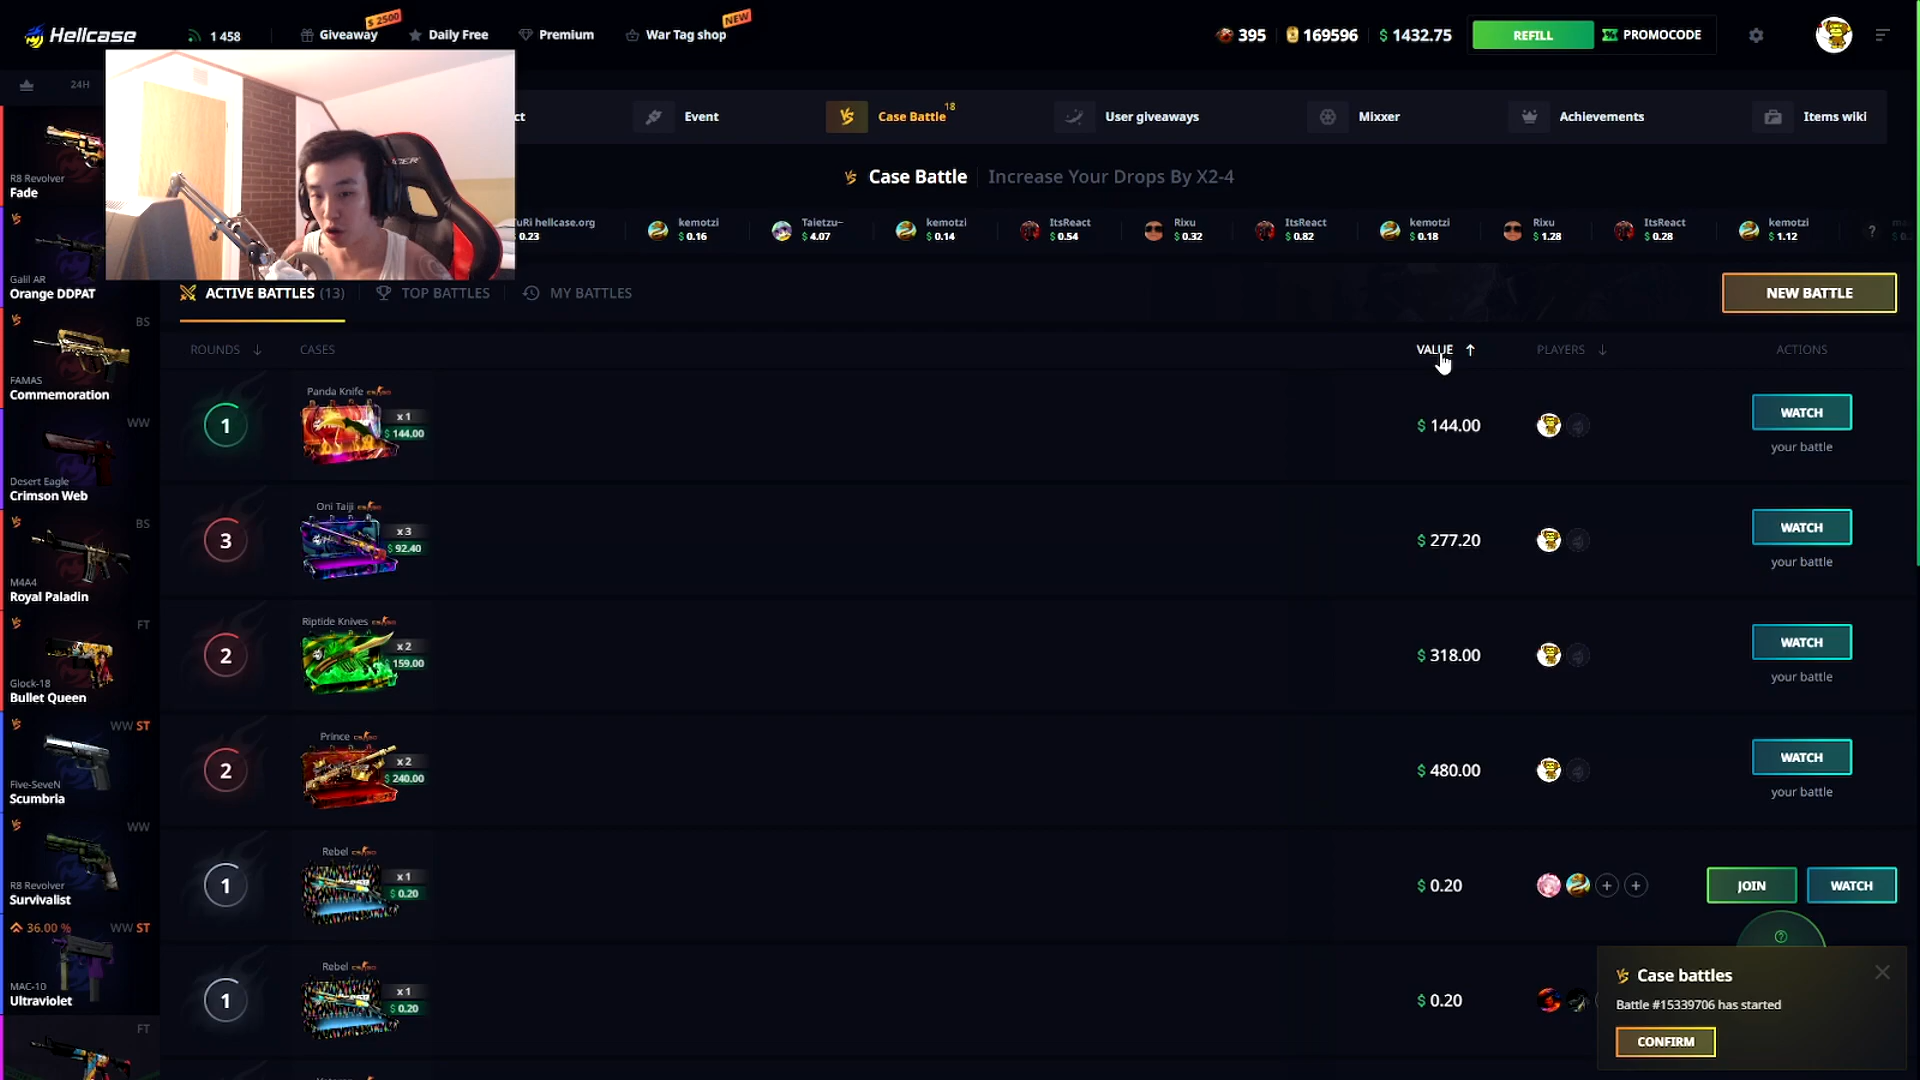 Hellcase
1 458
Giveaway
$ 2500
Daily Free
Premium
War Tag shop
NEW
395
169596
$ 1432.75
REFILL
PROMOCODE
24H
ct
Event
Case Battle
18
User giveaways
Mixxer
Achievements
Items wiki
Case Battle
Increase Your Drops By X2-4
uRi hellcase.org
0.23
kemotzi
$ 0.16
Taietzu~
$ 4.07
kemotzi
$ 0.14
ItsReact
$ 0.54
Rixu
$ 0.32
ItsReact
$ 0.82
kemotzi
$ 0.18
Rixu
$ 1.28
ItsReact
$ 0.28
kemotzi
$ 1.12
ACTIVE BATTLES (13)
TOP BATTLES
MY BATTLES
NEW BATTLE
ROUNDS
CASES
VALUE
PLAYERS
ACTIONS
1
Panda Knife
x 1
$ 144.00
$ 144.00
WATCH
your battle
3
Oni Taiji
x 3
$ 92.40
$ 277.20
WATCH
your battle
2
Riptide Knives
x 2
$ 159.00
$ 318.00
WATCH
your battle
2
Prince
x 2
$ 240.00
$ 480.00
WATCH
your battle
1
Rebel
x 1
$ 0.20
$ 0.20
JOIN
WATCH
1
Rebel
x 1
$ 0.20
$ 0.20
Case battles
Battle #15339706 has started
CONFIRM
R8 Revolver
Fade
Galil AR
Orange DDPAT
BS
FAMAS
Commemoration
WW
Desert Eagle
Crimson Web
BS
M4A4
Royal Paladin
FT
Glock-18
Bullet Queen
WW ST
Five-SeveN
Scumbria
WW
R8 Revolver
Survivalist
36.00 %
WW ST
MAC-10
Ultraviolet
FT